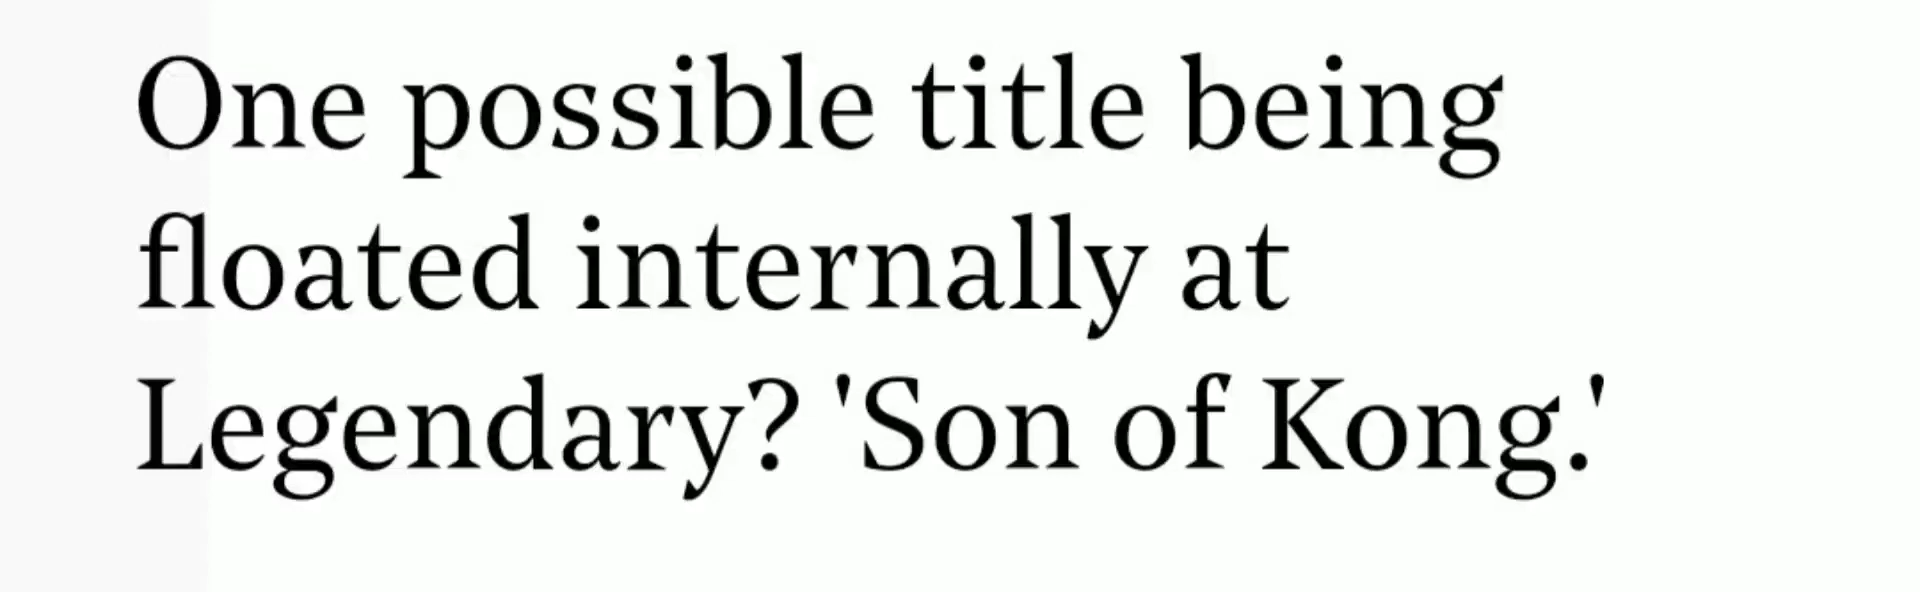 One possible title being
floated internally at
Legendary? 'Son of Kong.'